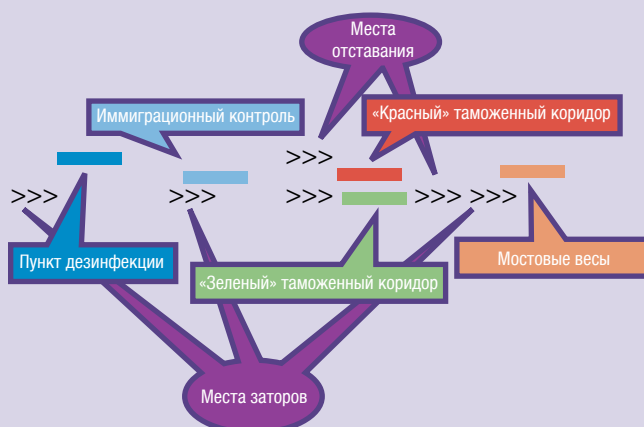 Места
отставания
Иммиграционный контроль
«Красный» таможенный коридор
>>>
>>> >>> >>> >>> >>>
Пункт дезинфекции
«Зеленый» таможенный коридор
Мостовые весы
Места заторов